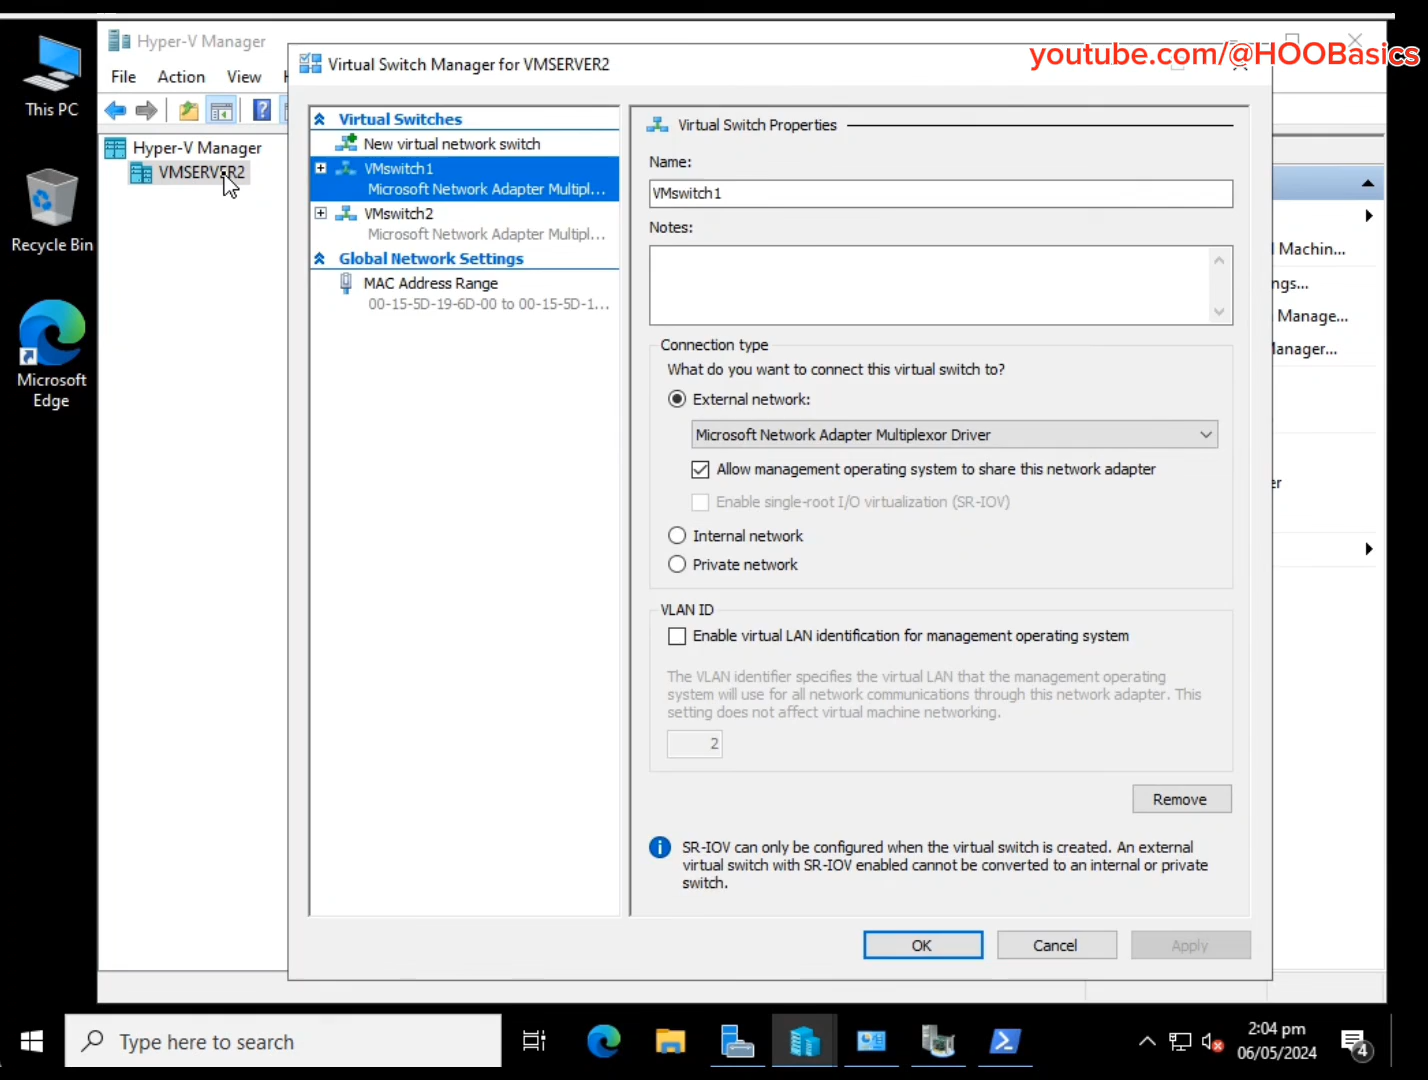 youtube.com/@HOOBasics
This PC
Recycle Bin
Microsoft
Edge
Hyper-V Manager
File Action View
Hyper-V Manager
VMSERVER2
Virtual Switch Manager for VMSERVER2
Virtual Switches
New virtual network switch
VMswitch1
Microsoft Network Adapter Multipl...
VMswitch2
Microsoft Network Adapter Multipl...
Global Network Settings
MAC Address Range
00-15-5D-19-6D-00 to 00-15-5D-1...
Virtual Switch Properties
Name:
VMswitch1
Notes:
Connection type
What do you want to connect this virtual switch to?
External network:
Microsoft Network Adapter Multiplexor Driver
Allow management operating system to share this network adapter
Enable single-root I/O virtualization (SR-IOV)
Internal network
Private network
VLAN ID
Enable virtual LAN identification for management operating system
The VLAN identifier specifies the virtual LAN that the management operating
system will use for all network communications through this network adapter. This
setting does not affect virtual machine networking.
2
Remove
SR-IOV can only be configured when the virtual switch is created. An external
virtual switch with SR-IOV enabled cannot be converted to an internal or private
switch.
OK Cancel Apply
Machin...
ngs...
Manage...
Manager...
er
Type here to search
2:04 pm
06/05/2024
4